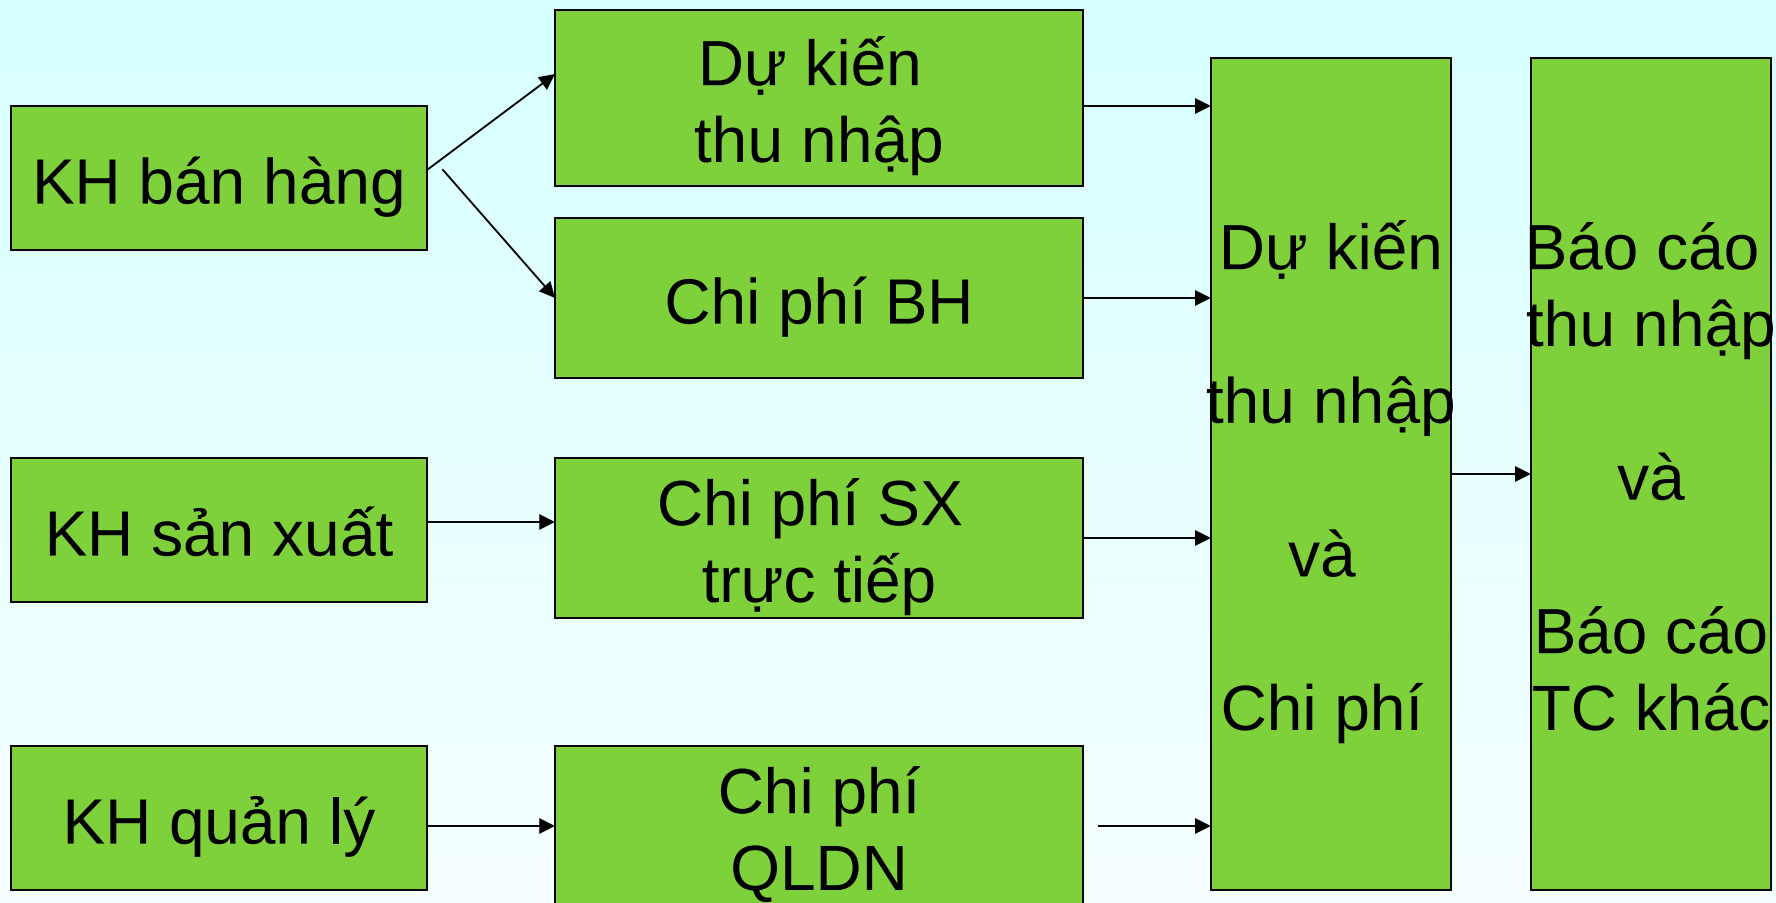 KH bán hàng
Dự kiến
thu nhập
Chi phí BH
KH sản xuất
Chi phí SX
trực tiếp
KH quản lý
Chi phí
QLDN
Dự kiến
thu nhập
và
Chi phí
Báo cáo
thu nhập
và
Báo cáo
TC khác